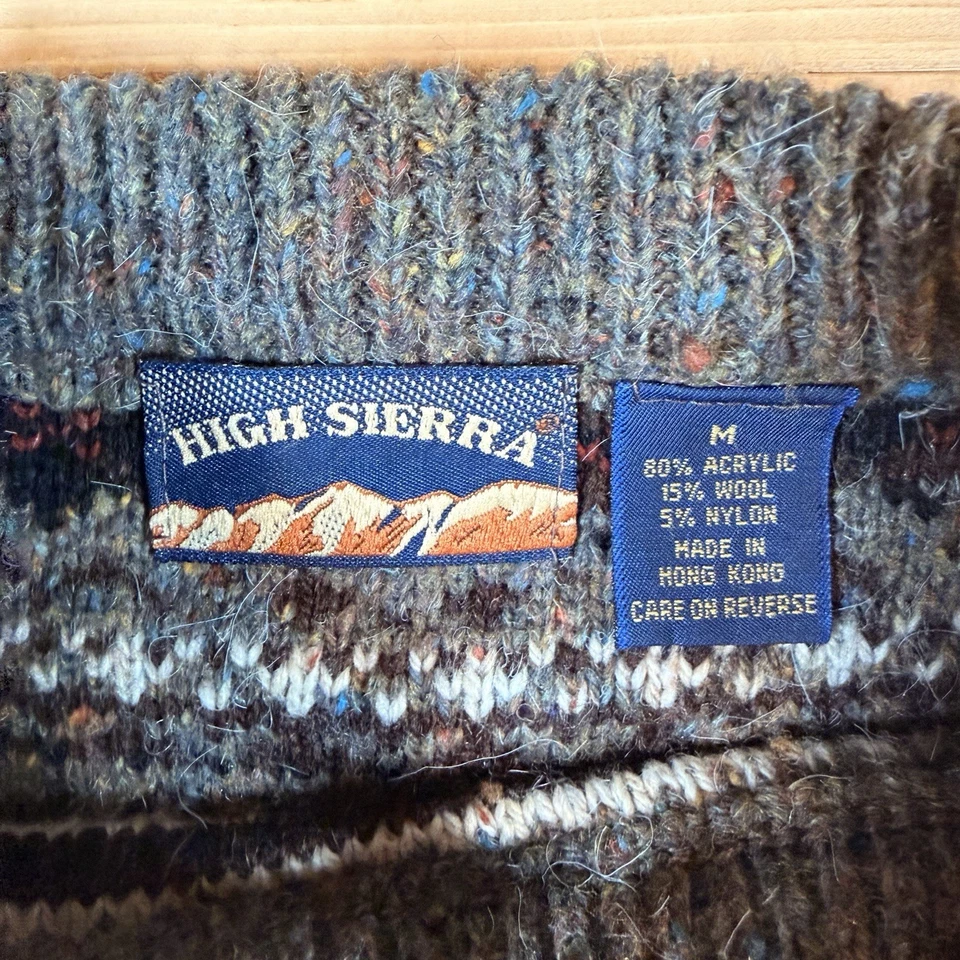 HIGH SIERRA
M
80% ACRYLIC
15% WOOL
5% NYLON
MADE IN
HONG KONG
CARE ON REVERSE